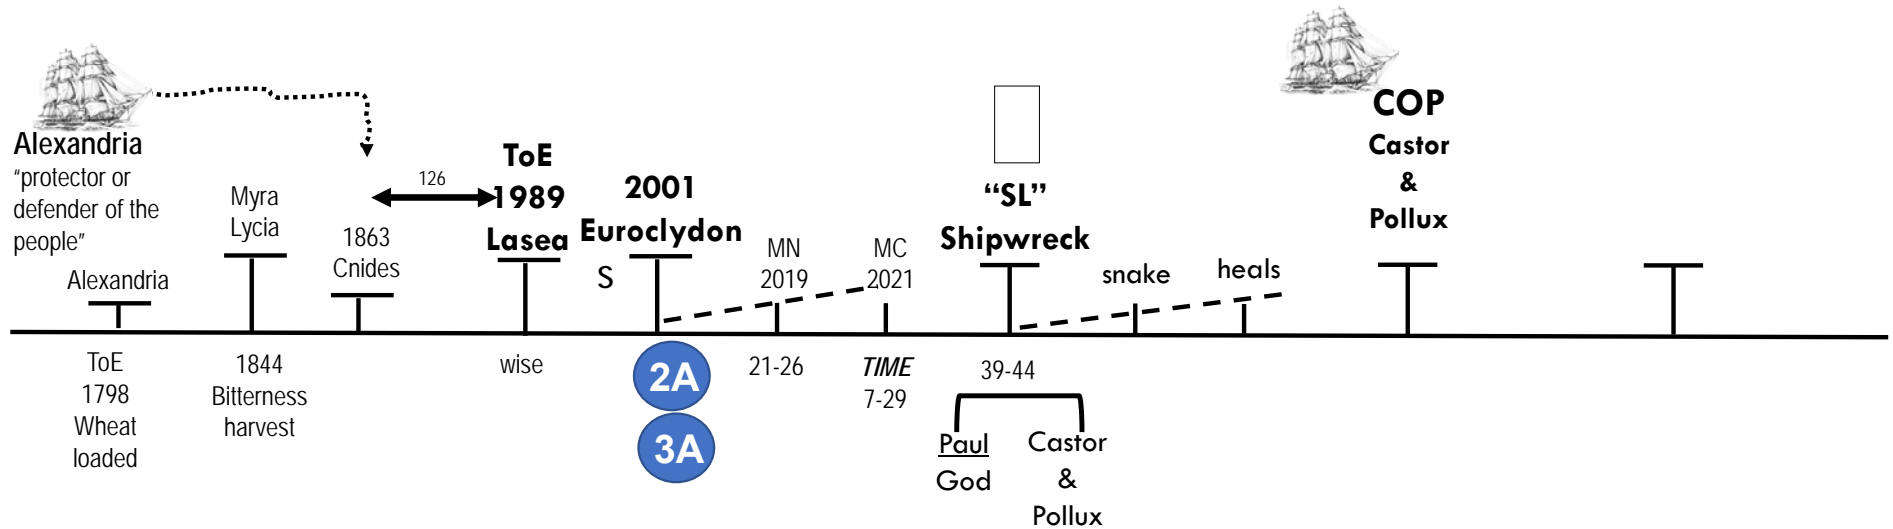 Alexandria
"protector or
defender of the
people"
Alexandria
ToE
1798
Wheat
loaded
Myra
Lycia
1844
Bitterness
harvest
1863
Cnides
126
ToE
1989
Lasea
wise
2001
Euroclydon
S
2A
3A
MN
2019
21-26
MC
2021
TIME
7-29
“SL”
Shipwreck
39-44
Paul
God
Castor
&
Pollux
snake
heals
COP
Castor
&
Pollux